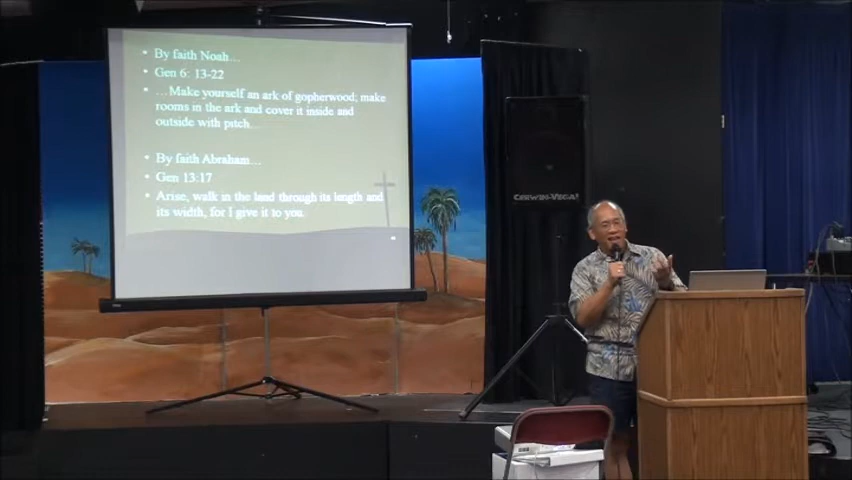 • By faith Noah…
• Gen 6: 13-22
• …Make yourself an ark of gopherwood; make
rooms in the ark and cover it inside and
outside with pitch
• By faith Abraham…
• Gen 13:17
• Arise, walk in the land through its length and
its width, for I give it to you.
CERWIN-VEGA!